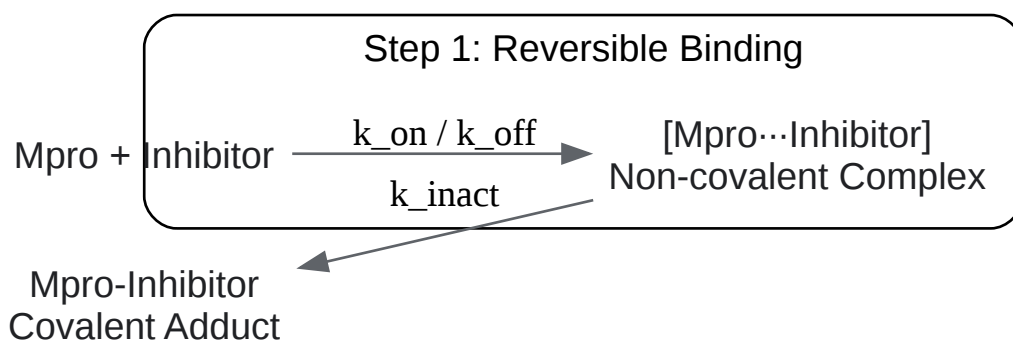 Step 1: Reversible Binding
Mpro + Inhibitor
k_on / k_off
[Mpro···Inhibitor]
Non-covalent Complex
k_inact
Mpro-Inhibitor
Covalent Adduct